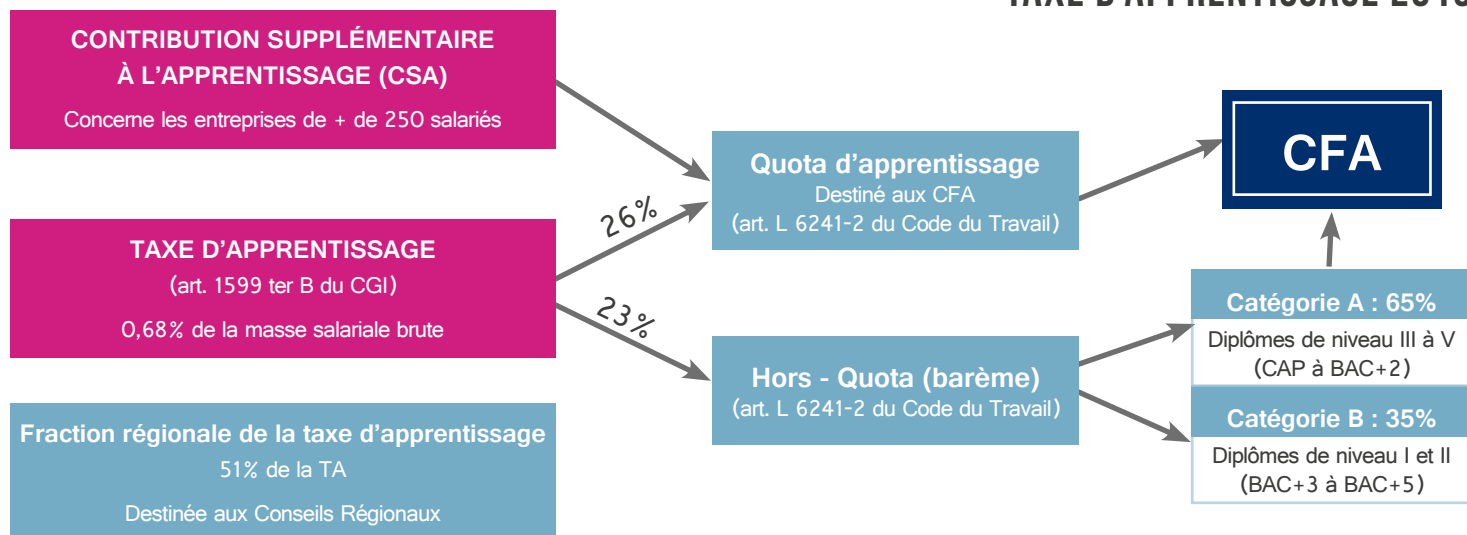 CONTRIBUTION SUPPLÉMENTAIRE
À L'APPRENTISSAGE (CSA)
Concerne les entreprises de + de 250 salariés
TAXE D'APPRENTISSAGE
(art. 1599 ter B du CGI)
0,68% de la masse salariale brute
Fraction régionale de la taxe d'apprentissage
51% de la TA
Destinée aux Conseils Régionaux
26%
23%
Quota d'apprentissage
Destiné aux CFA
(art. L 6241-2 du Code du Travail)
Hors - Quota (barème)
(art. L 6241-2 du Code du Travail)
CFA
Catégorie A : 65%
Diplômes de niveau III à V
(CAP à BAC+2)
Catégorie B : 35%
Diplômes de niveau I et II
(BAC+3 à BAC+5)